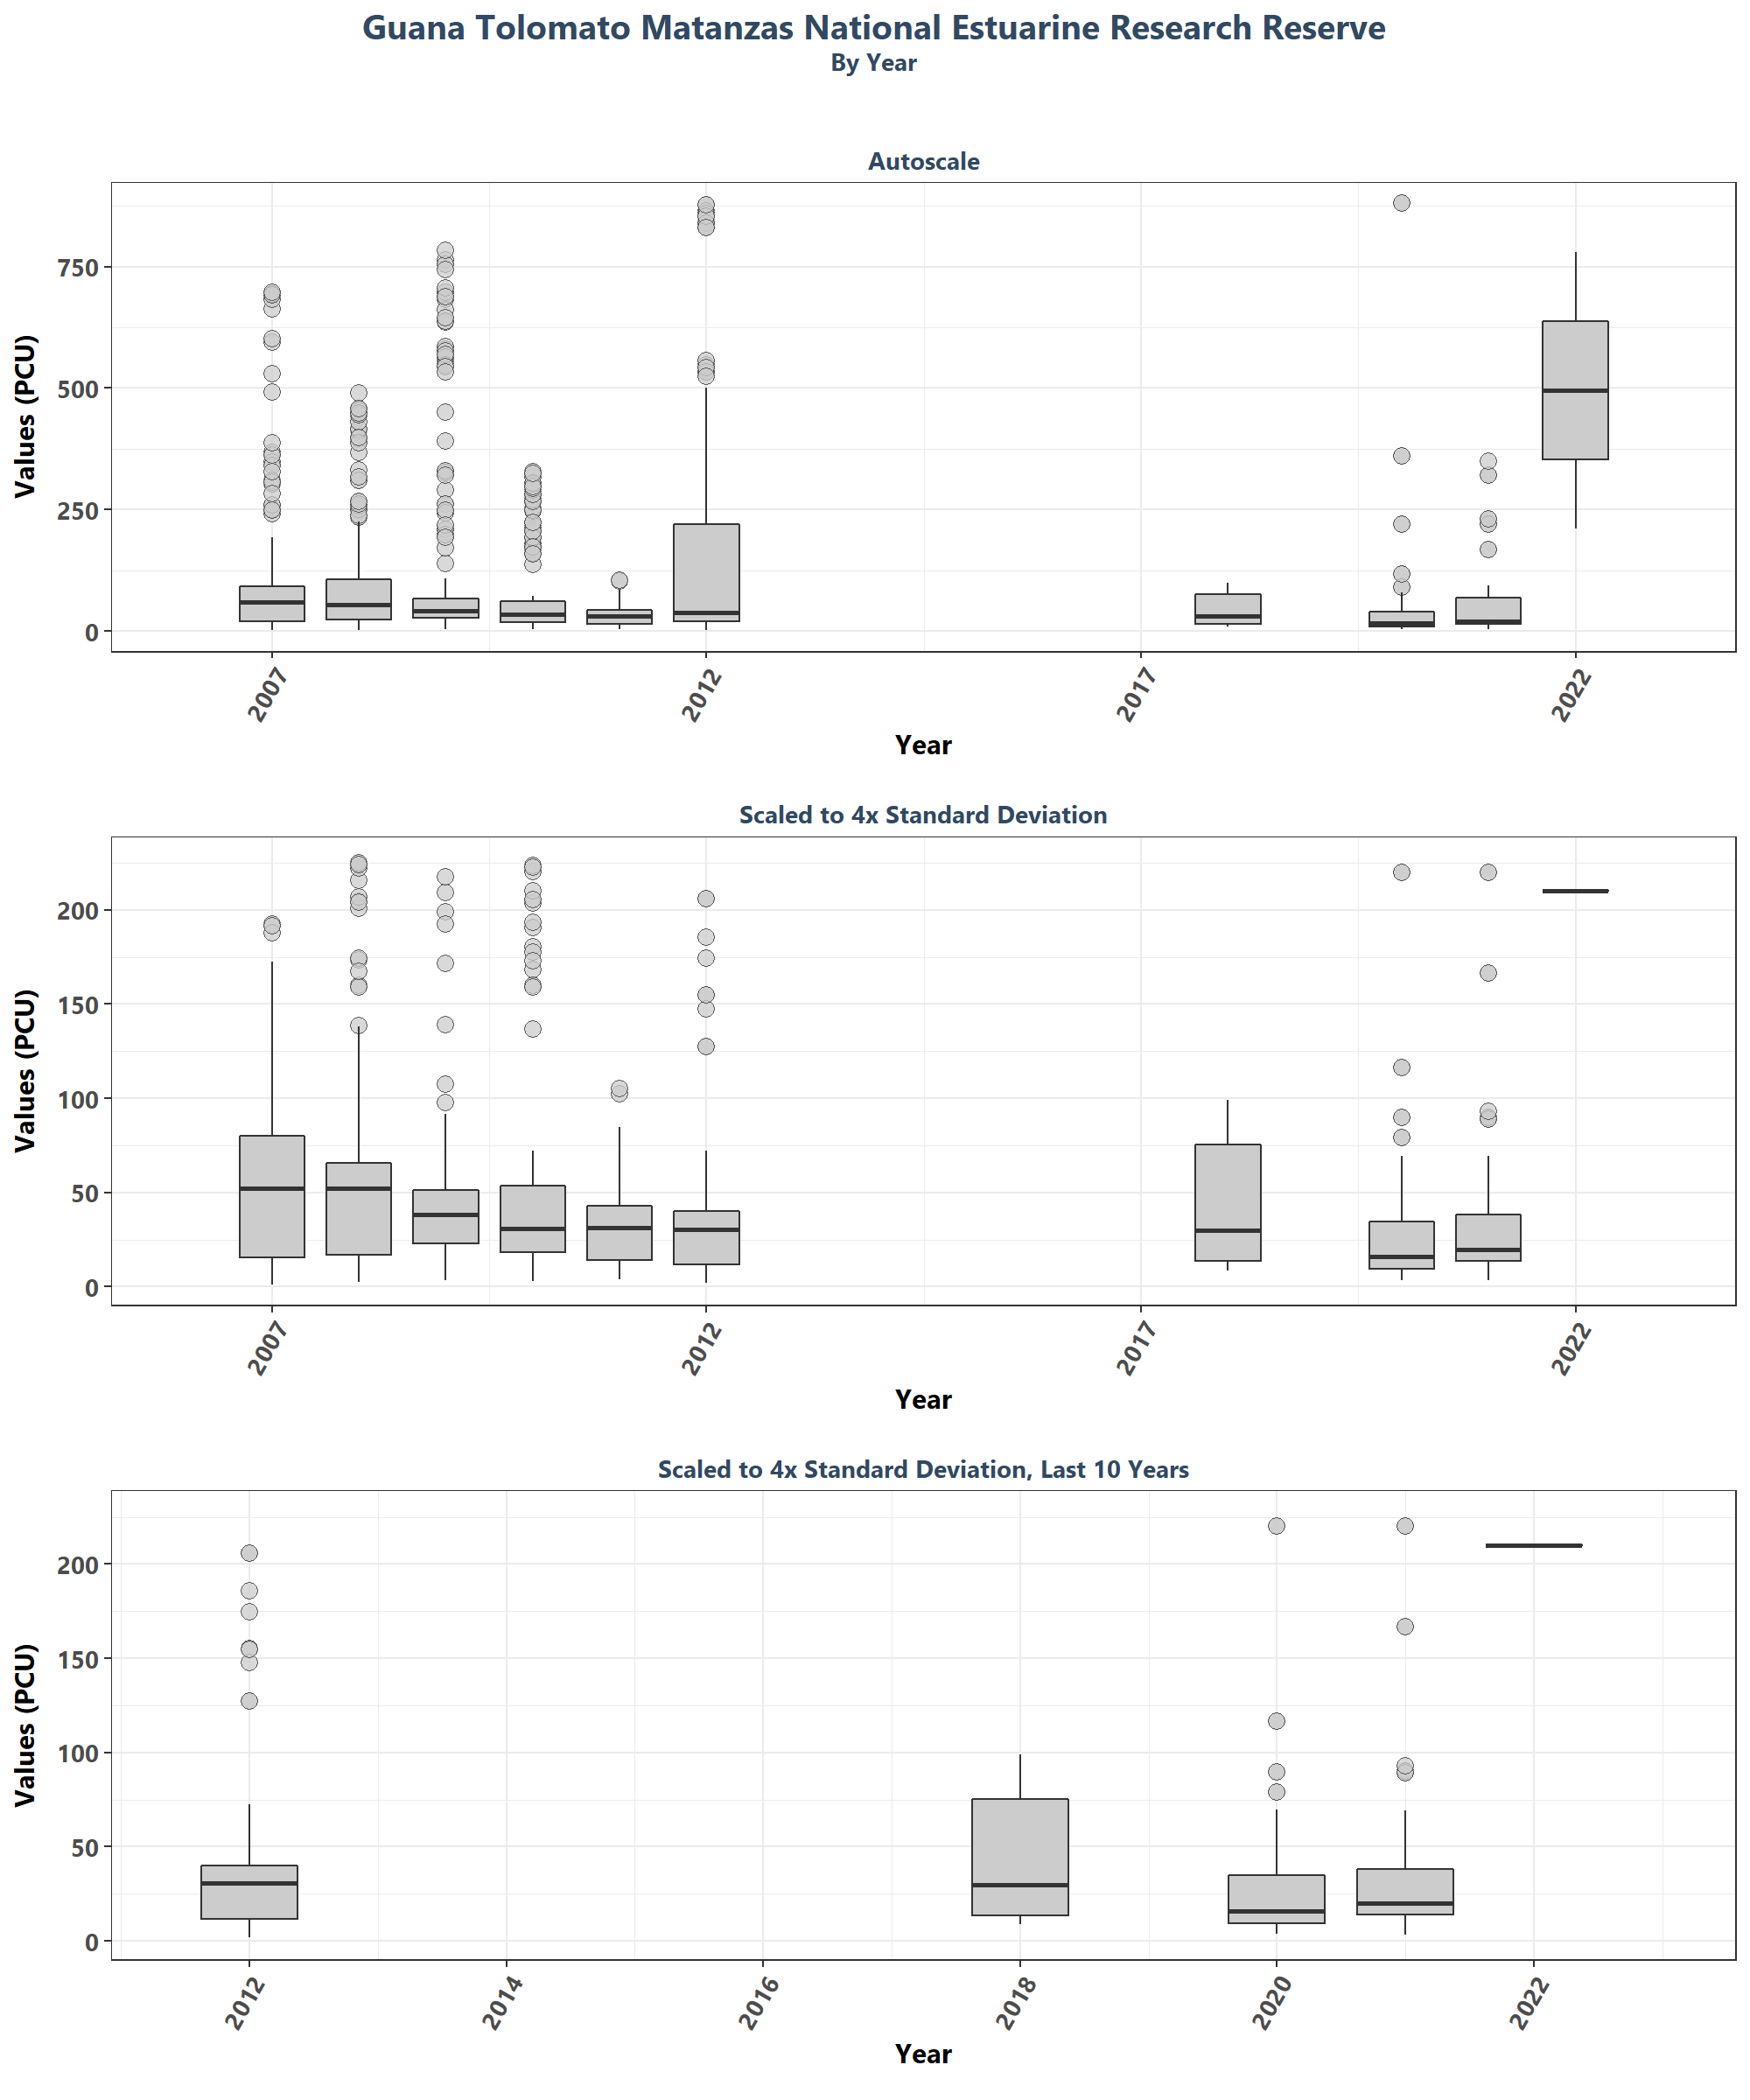 Guana Tolomato Matanzas National Estuarine Research Reserve
By Year
Autoscale
Values (PCU)
750
500
250
0
2007
2012
2017
2022
Year
Scaled to 4x Standard Deviation
Values (PCU)
200
150
100
50
0
2007
2012
2017
2022
Year
Scaled to 4x Standard Deviation, Last 10 Years
Values (PCU)
200
150
100
50
0
2012
2014
2016
2018
2020
2022
Year